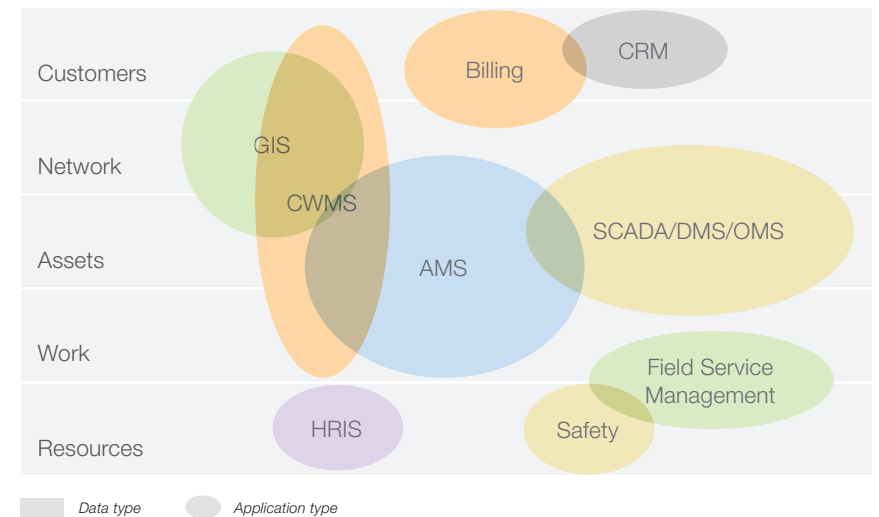 Customers
Billing
CRM
GIS
Network
CWMS
SCADA/DMS/OMS
Assets
AMS
Work
Field Service
Management
HRIS
Safety
Resources
Data type
Application type